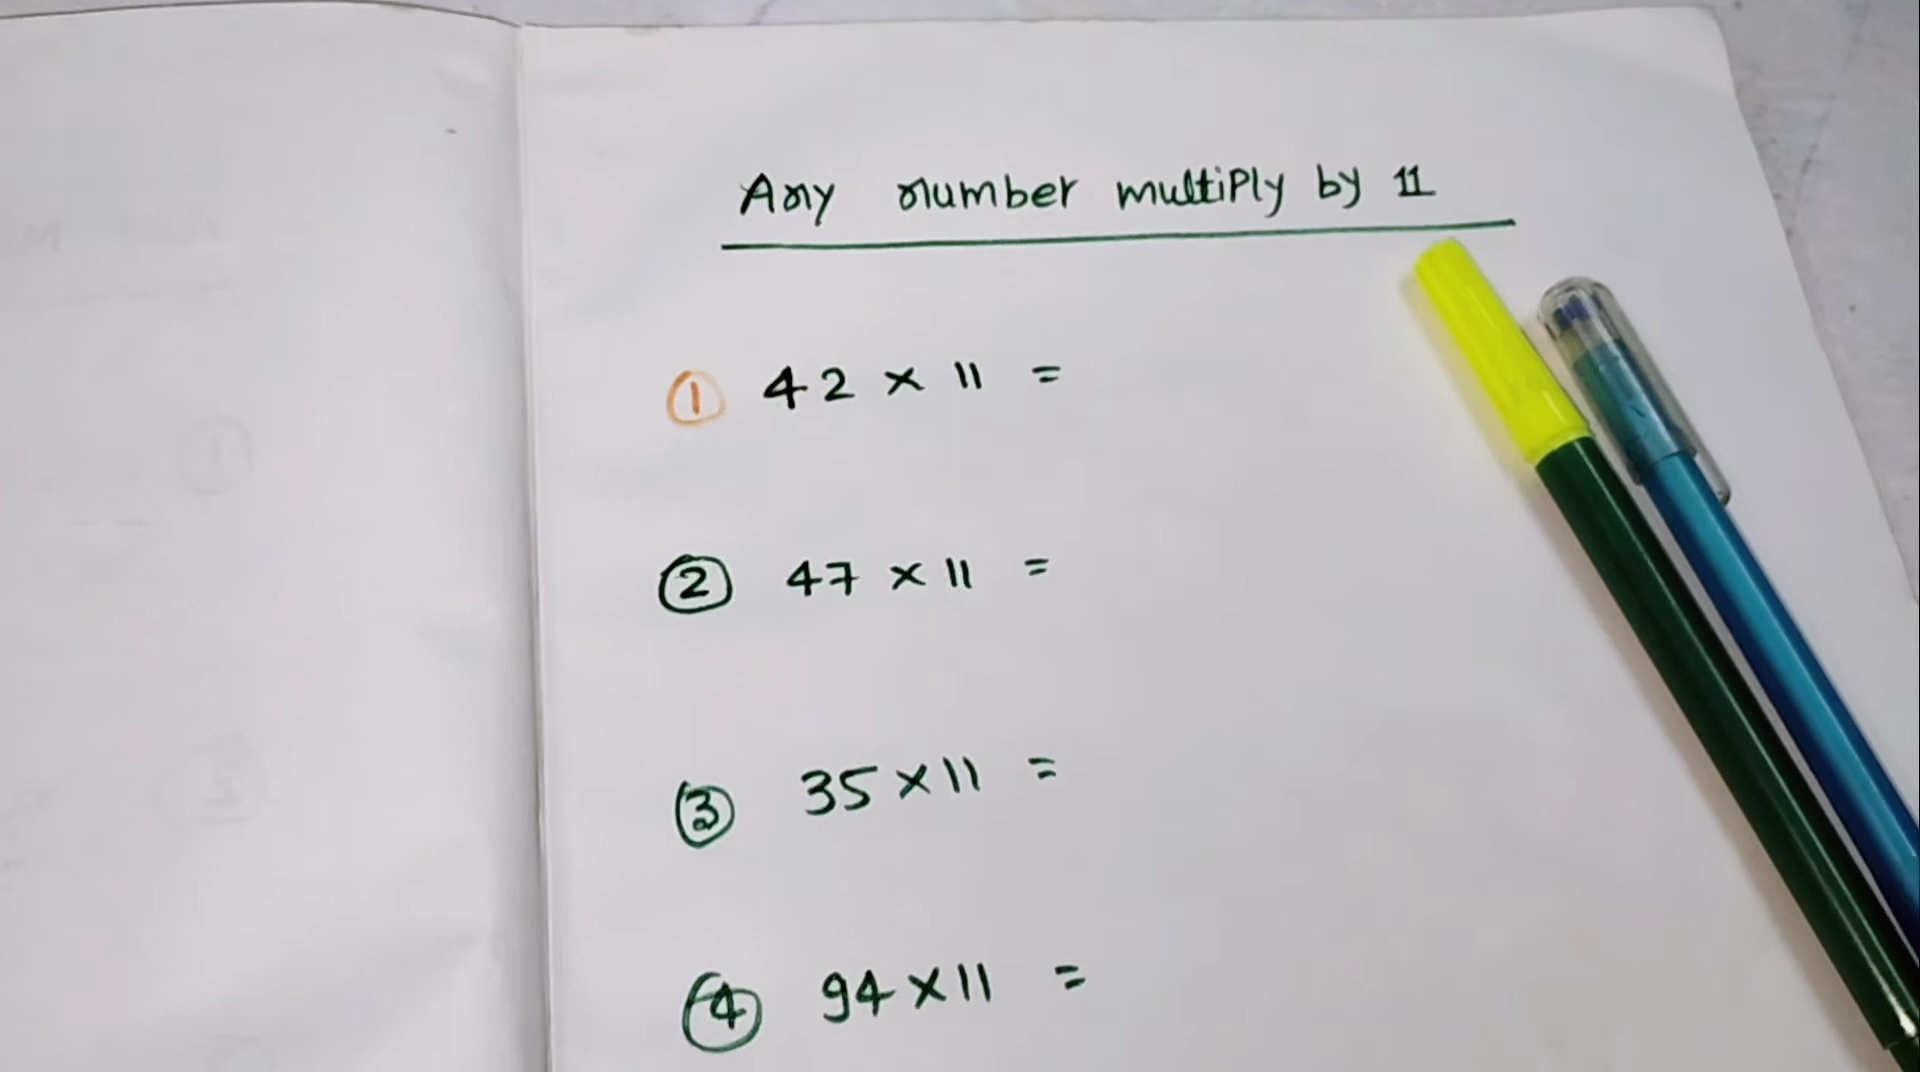 Any number multiply by 11
① 42 × 11 =
② 47 × 11 =
③ 35 × 11 =
④ 94 × 11 =